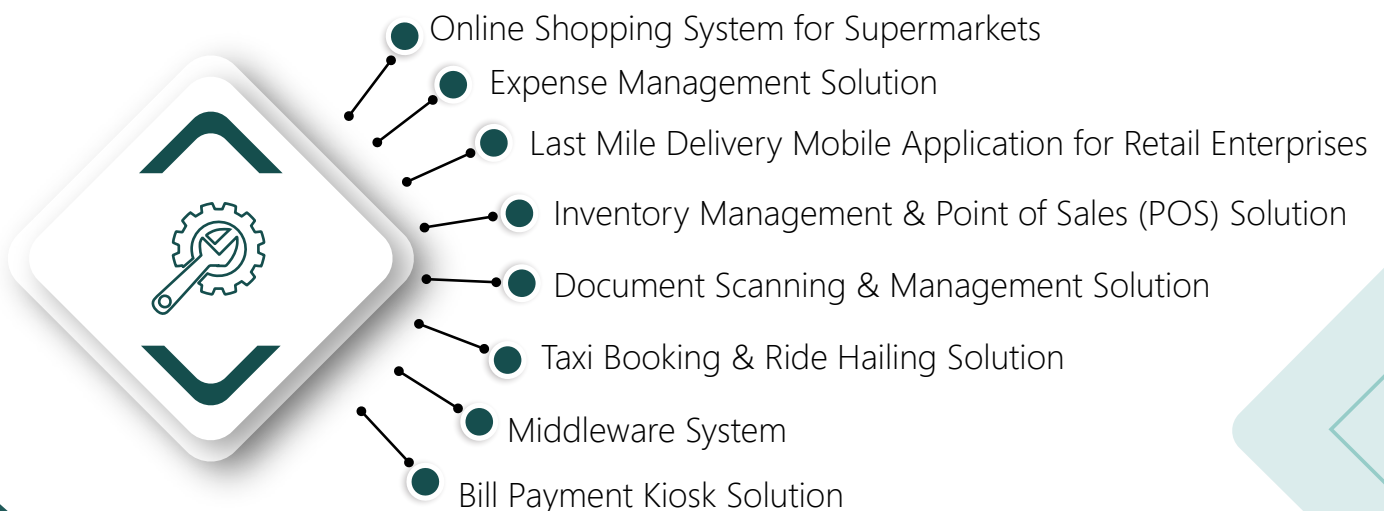 Online Shopping System for Supermarkets
Expense Management Solution
Last Mile Delivery Mobile Application for Retail Enterprises
Inventory Management & Point of Sales (POS) Solution
Document Scanning & Management Solution
Taxi Booking & Ride Hailing Solution
Middleware System
Bill Payment Kiosk Solution